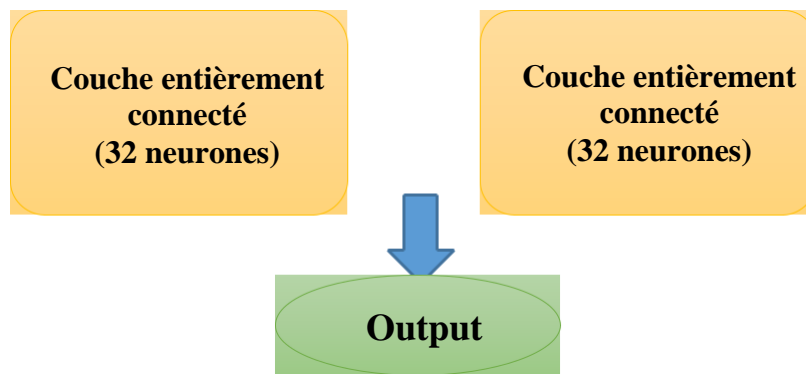 Couche entièrement
connecté
(32 neurones)
Couche entièrement
connecté
(32 neurones)
Output